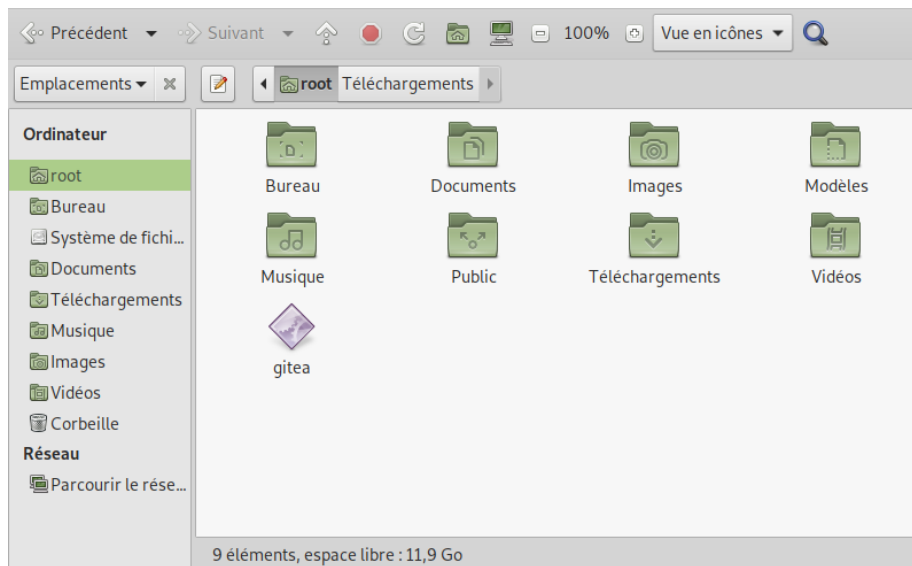 Précédent Suivant 100% Vue en icônes
Emplacements root Téléchargements
Ordinateur
root
Bureau
Système de fichi...
Documents
Téléchargements
Musique
Images
Vidéos
Corbeille
Réseau
Parcourir le rése...
Bureau Documents Images Modèles
Musique Public Téléchargements Vidéos
gitea
9 éléments, espace libre : 11,9 Go